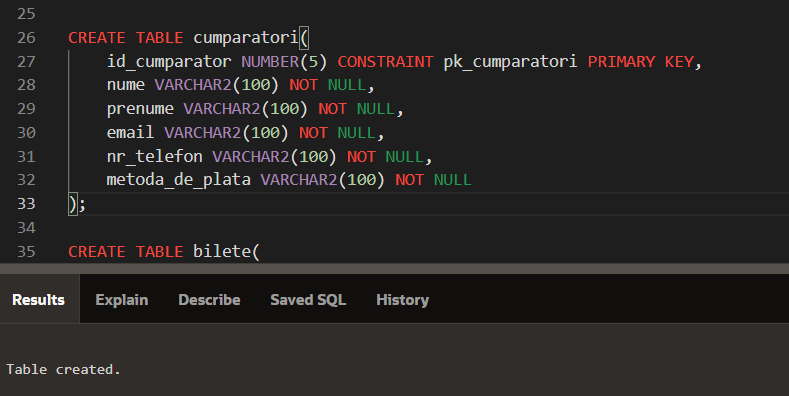 25
26 CREATE TABLE cumparatori(
27 id_cumparator NUMBER(5) CONSTRAINT pk_cumparatori PRIMARY KEY,
28 nume VARCHAR2(100) NOT NULL,
29 prenume VARCHAR2(100) NOT NULL,
30 email VARCHAR2(100) NOT NULL,
31 nr_telefon VARCHAR2(100) NOT NULL,
32 metoda_de_plata VARCHAR2(100) NOT NULL
33 );
34
35 CREATE TABLE bilete(
Results Explain Describe Saved SQL History
Table created.